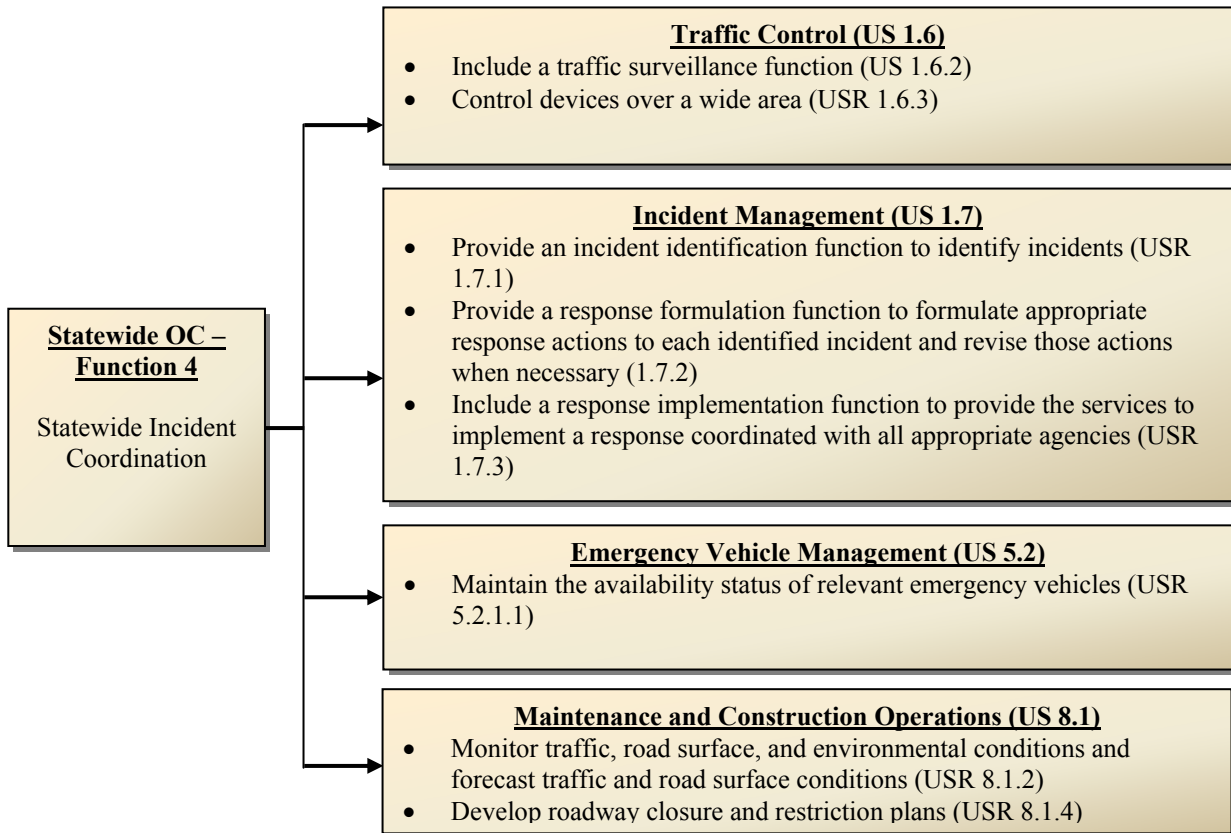 Statewide OC –
Function 4
Statewide Incident
Coordination
Traffic Control (US 1.6)
• Include a traffic surveillance function (US 1.6.2)
• Control devices over a wide area (USR 1.6.3)
Incident Management (US 1.7)
• Provide an incident identification function to identify incidents (USR
1.7.1)
• Provide a response formulation function to formulate appropriate
response actions to each identified incident and revise those actions
when necessary (1.7.2)
• Include a response implementation function to provide the services to
implement a response coordinated with all appropriate agencies (USR
1.7.3)
Emergency Vehicle Management (US 5.2)
• Maintain the availability status of relevant emergency vehicles (USR
5.2.1.1)
Maintenance and Construction Operations (US 8.1)
• Monitor traffic, road surface, and environmental conditions and
forecast traffic and road surface conditions (USR 8.1.2)
• Develop roadway closure and restriction plans (USR 8.1.4)